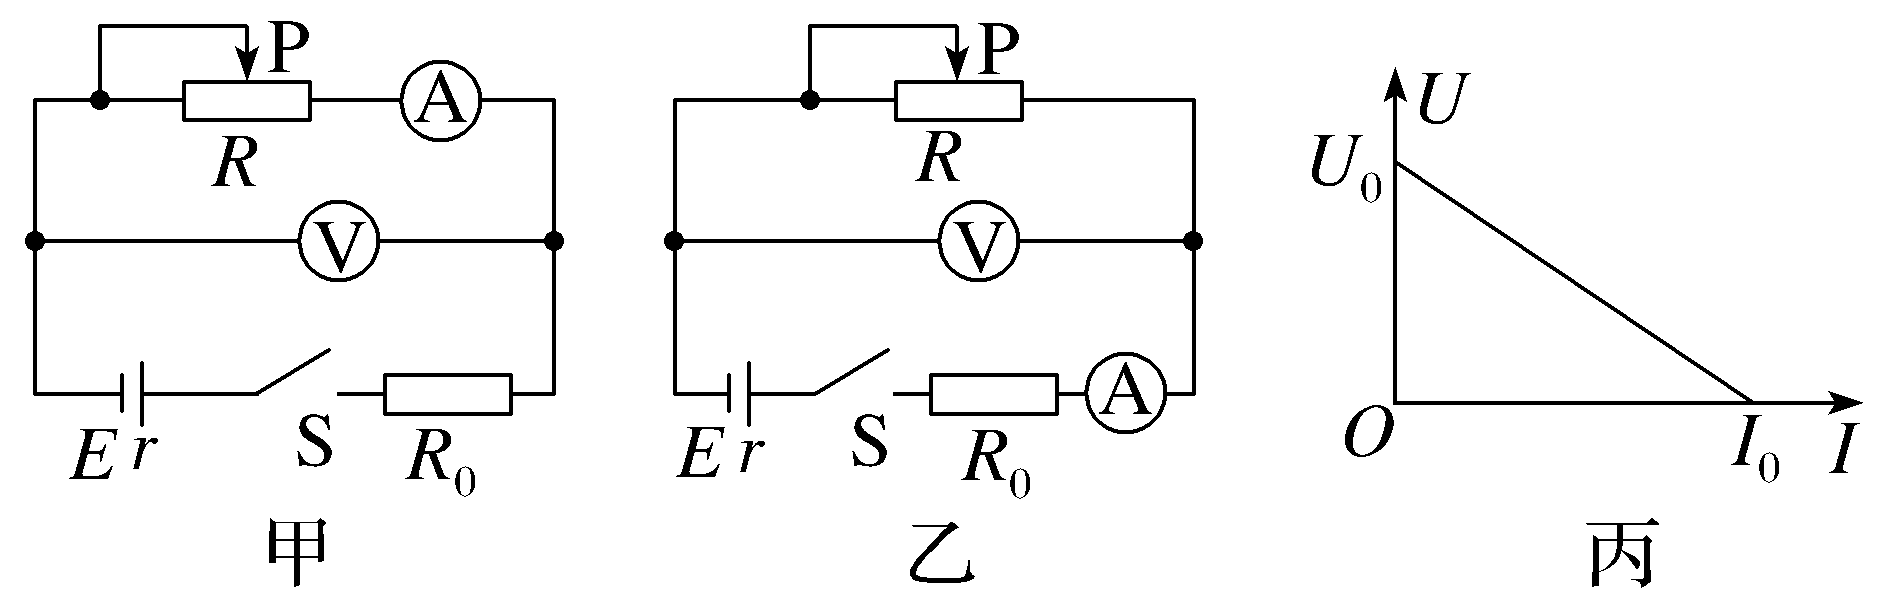 P
A
R
V
E r
S
R₀
甲
P
R
V
E r
S
R₀
A
乙
U
U₀
O
I₀
I
丙